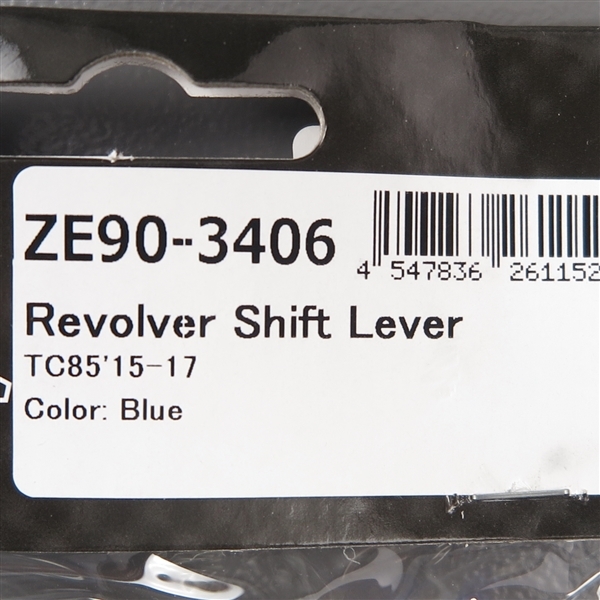 ZE90-3406
4 547836 261152
Revolver Shift Lever
TC85'15-17
Color: Blue